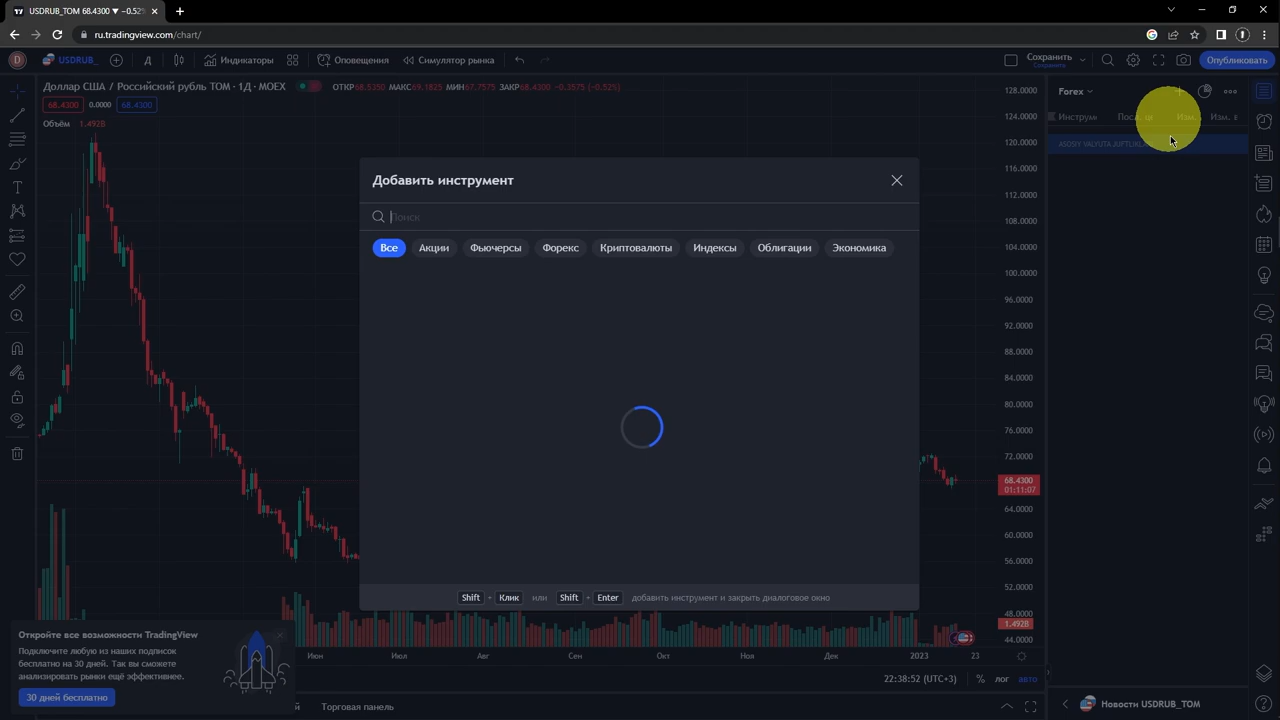 USDRUB_TOM 68.4300 ▼ −0.52%
ru.tradingview.com/chart/
D
USDRUB_
Д
Индикаторы
Оповещения
Симулятор рынка
Сохранить
Сохранить
Опубликовать
Доллар США / Российский рубль ТОМ · 1Д · MOEX
ОТКР68.5350 МАКС69.1825 МИН67.7575 ЗАКР68.4300 −0.3575 (−0.52%)
68.4300 0.0000 68.4300
Объём 1.492B
Forex
Инструм Посл. Изм. Изм. в
ASOSIY VALYUTA JUFTLIKLARI
Добавить инструмент
Поиск
Все Акции Фьючерсы Форекс Криптовалюты Индексы Облигации Экономика
Shift + Клик или Shift + Enter добавить инструмент и закрыть диалоговое окно
128.0000
124.0000
120.0000
116.0000
112.0000
108.0000
104.0000
100.0000
96.0000
92.0000
88.0000
84.0000
80.0000
76.0000
72.0000
68.4300
01:11:07
64.0000
60.0000
56.0000
52.0000
48.0000
1.492B
44.0000
Откройте все возможности TradingView
Подключите любую из наших подписок
бесплатно на 30 дней. Так вы сможете
анализировать рынки ещё эффективнее.
30 дней бесплатно
Июн Июл Авг Сен Окт Ноя Дек 2023 23
22:38:52 (UTC+3) % лог авто
й Торговая панель
Новости USDRUB_TOM